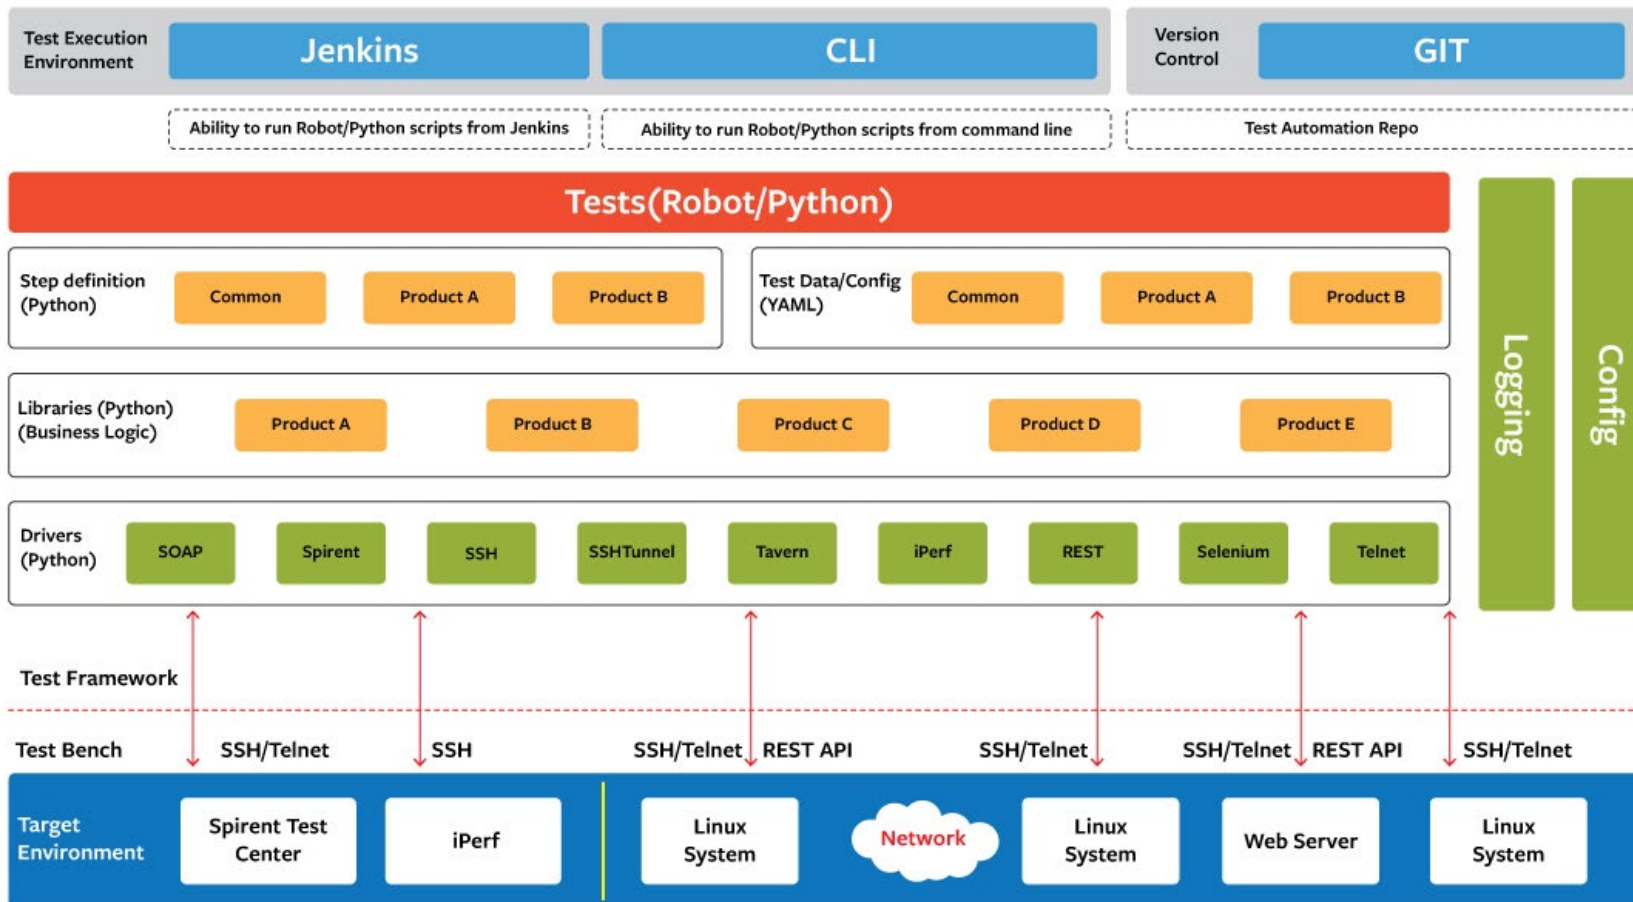 Test Execution
Environment
Jenkins
CLI
Version
Control
GIT
Ability to run Robot/Python scripts from Jenkins
Ability to run Robot/Python scripts from command line
Test Automation Repo
Tests(Robot/Python)
Step definition
(Python)
Common
Product A
Product B
Test Data/Config
(YAML)
Common
Product A
Product B
Logging
Config
Libraries (Python)
(Business Logic)
Product A
Product B
Product C
Product D
Product E
Drivers
(Python)
SOAP
Spirent
SSH
SSHTunnel
Tavern
iPerf
REST
Selenium
Telnet
Test Framework
Test Bench
SSH/Telnet
SSH
SSH/Telnet
REST API
SSH/Telnet
SSH/Telnet
REST API
SSH/Telnet
Target
Environment
Spirent Test
Center
iPerf
Linux
System
Network
Linux
System
Web Server
Linux
System